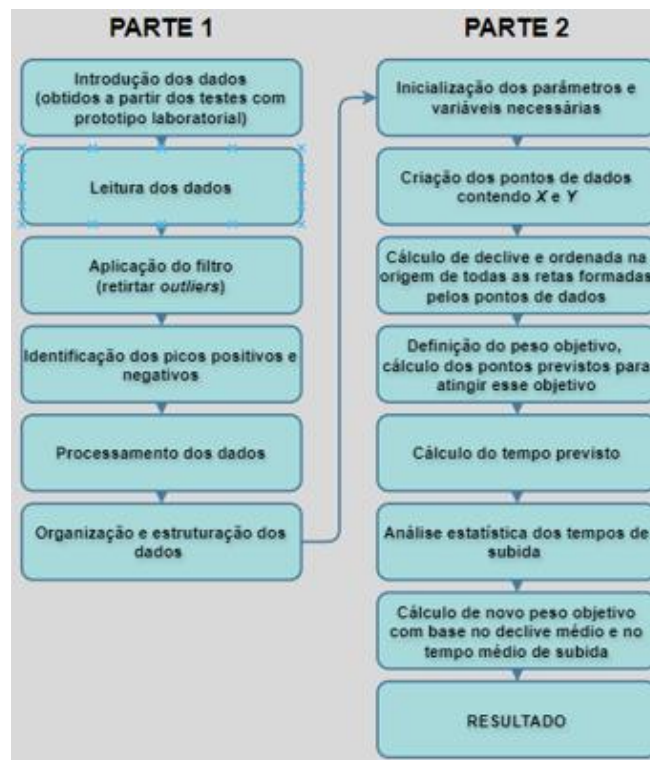 PARTE 1
Introdução dos dados
(obtidos a partir dos testes com
prototipo laboratorial)
Leitura dos dados
Aplicação do filtro
(retirtar outliers)
Identificação dos picos positivos e
negativos
Processamento dos dados
Organização e estruturação dos
dados
PARTE 2
Inicialização dos parâmetros e
variáveis necessárias
Criação dos pontos de dados
contendo X e Y
Cálculo de declive e ordenada na
origem de todas as retas formadas
pelos pontos de dados
Definição do peso objetivo,
cálculo dos pontos previstos para
atingir esse objetivo
Cálculo do tempo previsto
Análise estatística dos tempos de
subida
Cálculo de novo peso objetivo
com base no declive médio e no
tempo médio de subida
RESULTADO